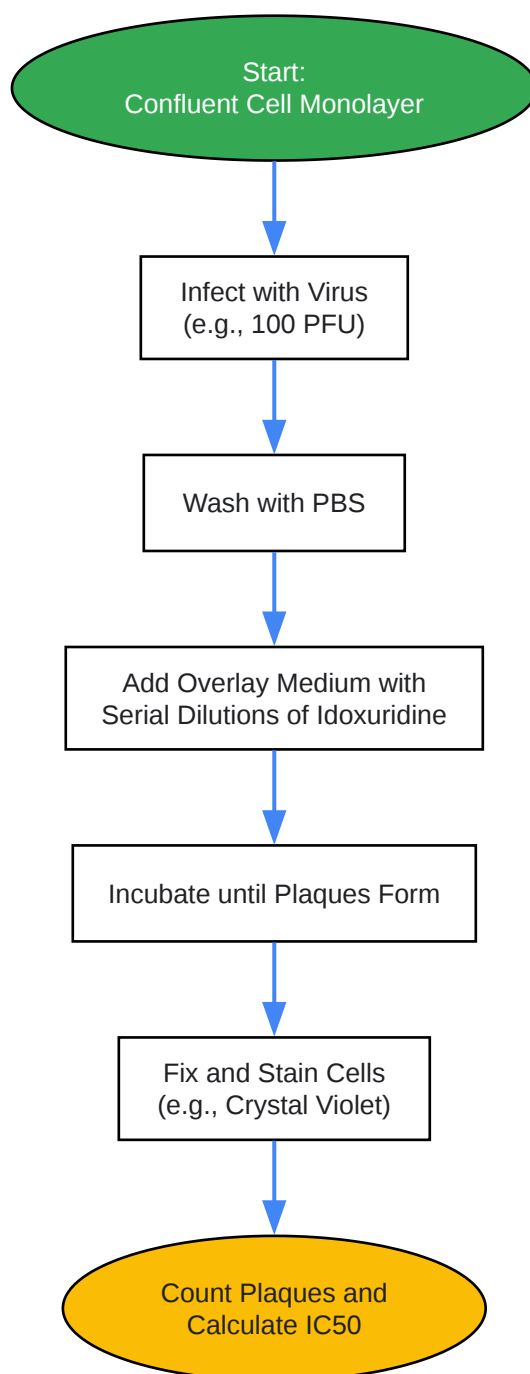 Start:
Confluent Cell Monolayer
Infect with Virus
(e.g., 100 PFU)
Wash with PBS
Add Overlay Medium with
Serial Dilutions of Idoxuridine
Incubate until Plaques Form
Fix and Stain Cells
(e.g., Crystal Violet)
Count Plaques and
Calculate IC50